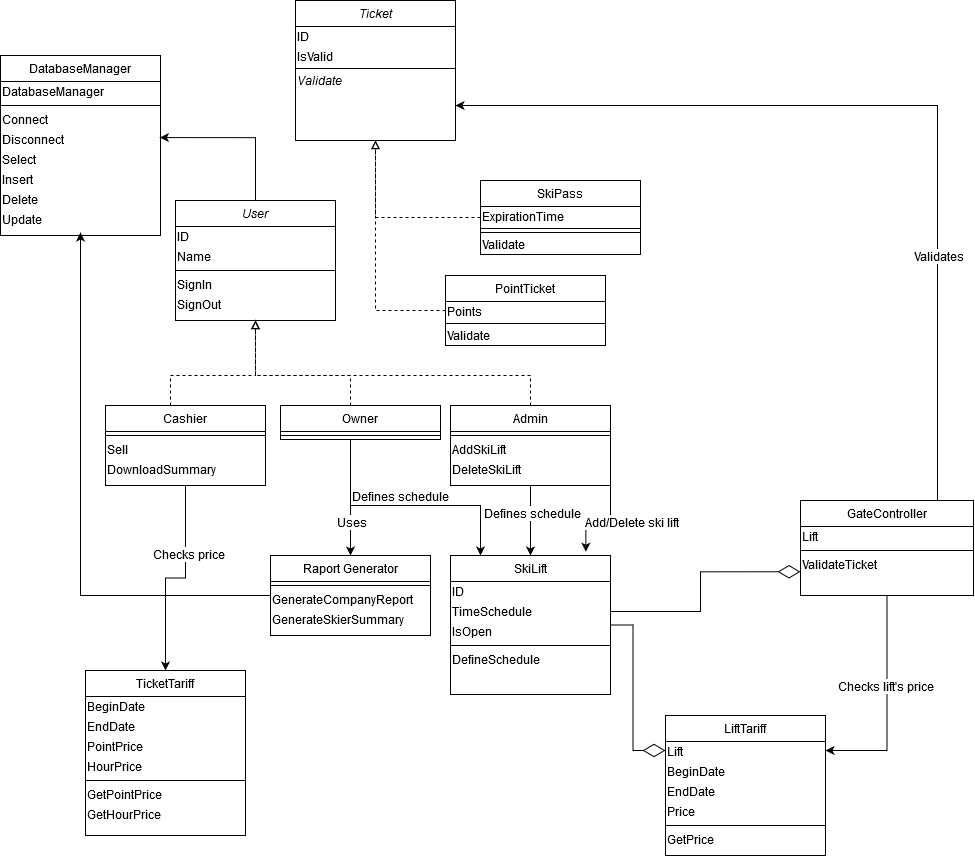 Ticket
ID
IsValid
Validate
DatabaseManager
DatabaseManager
Connect
Disconnect
Select
Insert
Delete
Update
User
ID
Name
SignIn
SignOut
SkiPass
ExpirationTime
Validate
PointTicket
Points
Validate
Validates
Cashier
Sell
DownloadSummary
Owner
Admin
AddSkiLift
DeleteSkiLift
Defines schedule
Uses
Defines schedule
Add/Delete ski lift
Checks price
GateController
Lift
ValidateTicket
Raport Generator
GenerateCompanyReport
GenerateSkierSummary
SkiLift
ID
TimeSchedule
IsOpen
DefineSchedule
Checks lift's price
TicketTariff
BeginDate
EndDate
PointPrice
HourPrice
GetPointPrice
GetHourPrice
LiftTariff
Lift
BeginDate
EndDate
Price
GetPrice